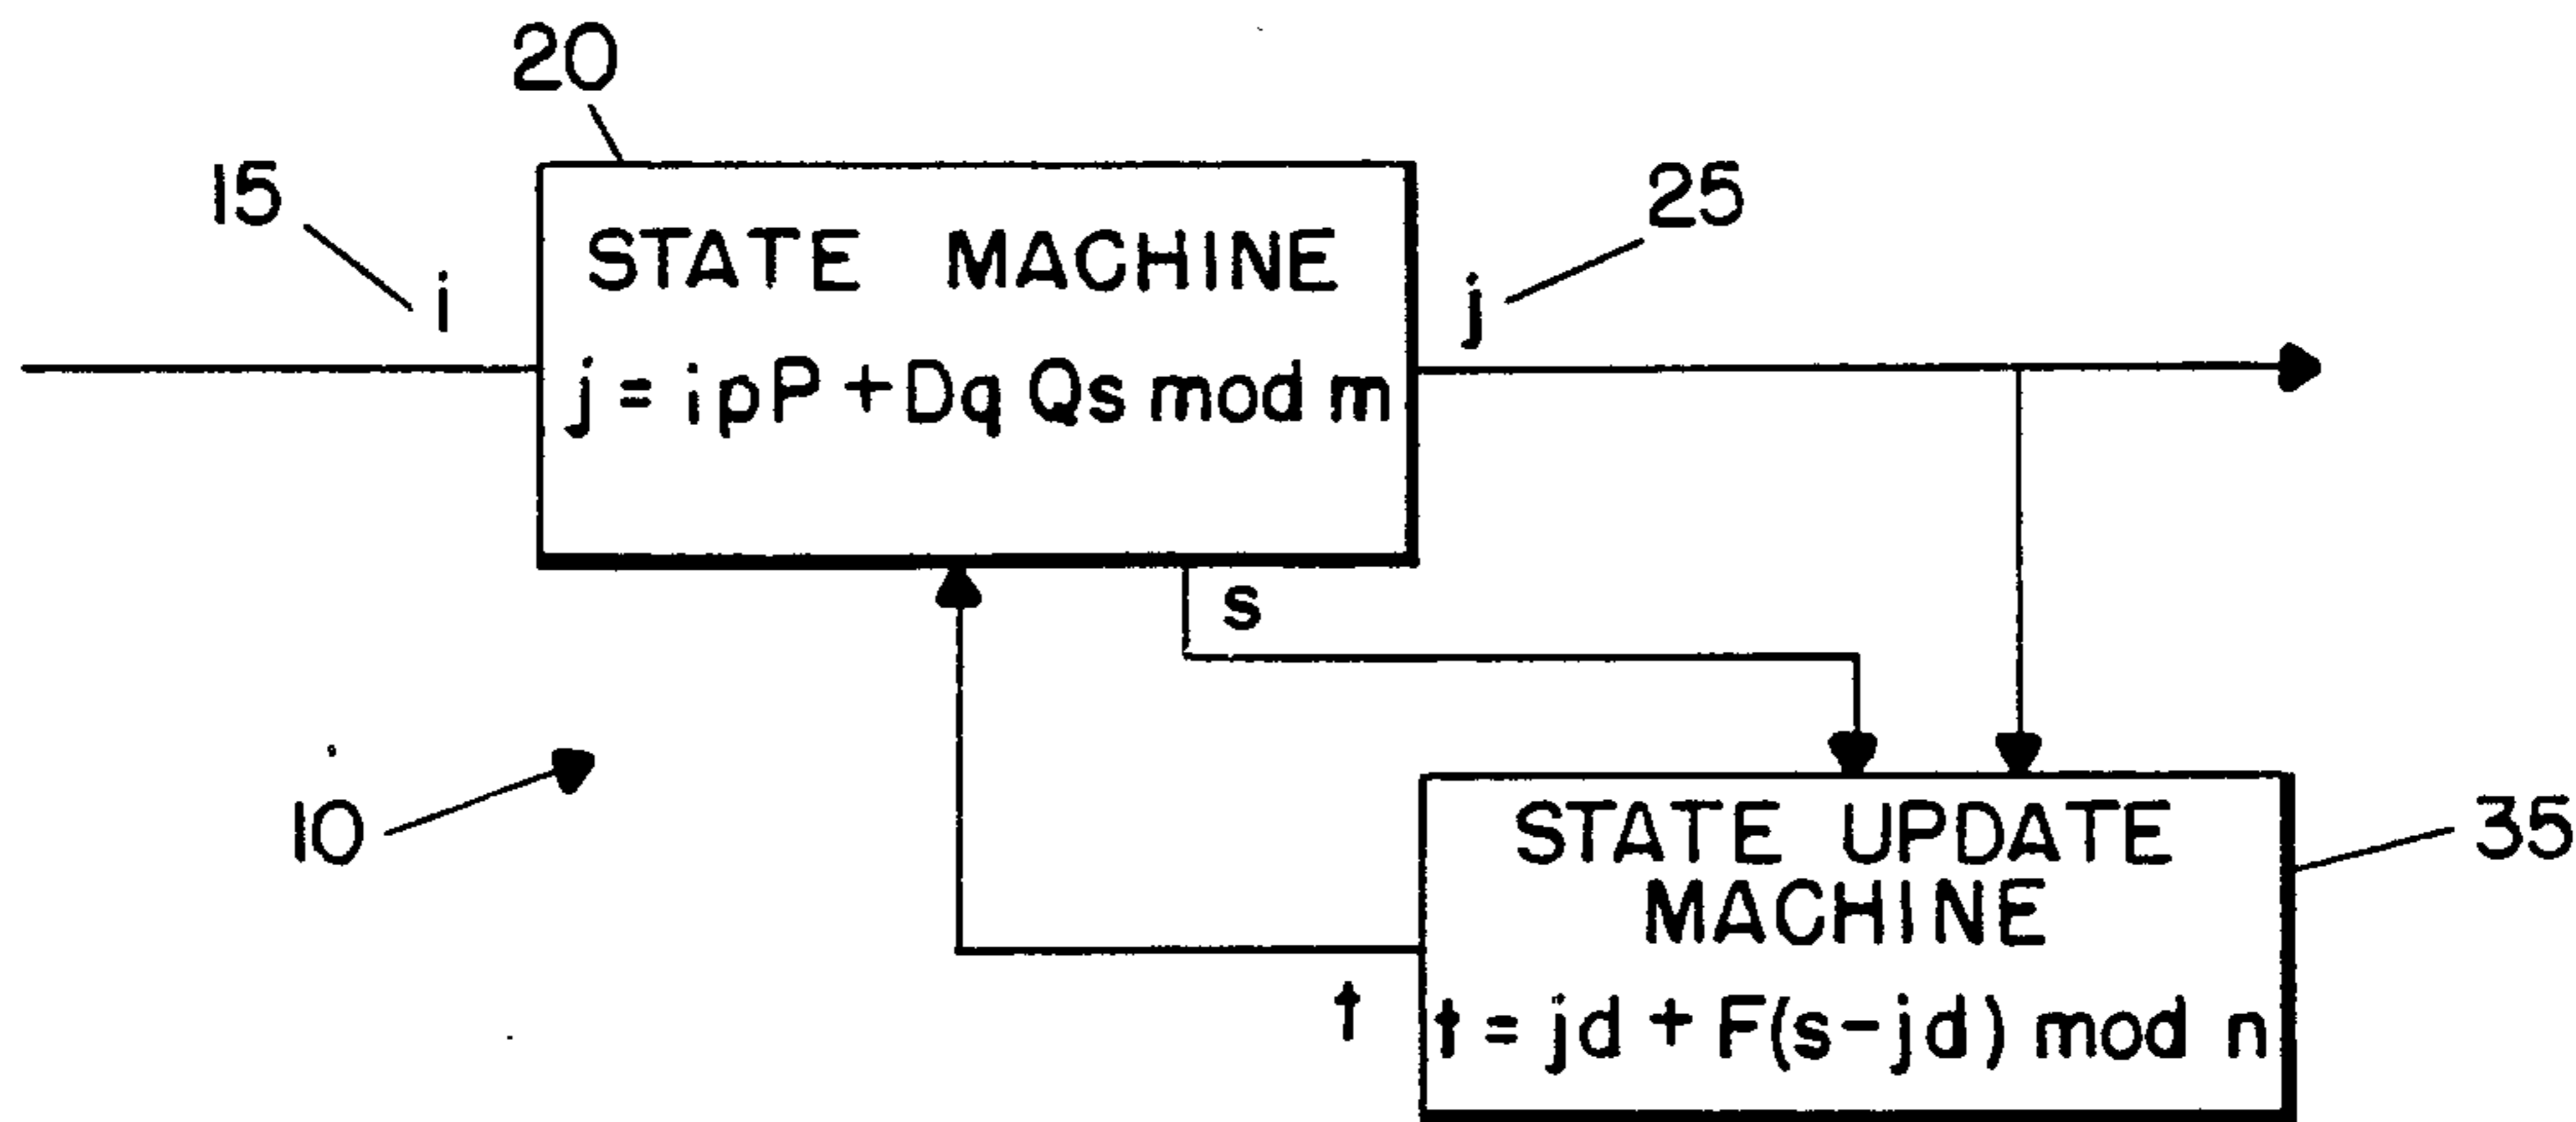 20
15
i
STATE MACHINE
j = ipP + Dq Qs mod m
25
j
s
10
STATE UPDATE
MACHINE
t = jd + F(s-jd) mod n
t
35